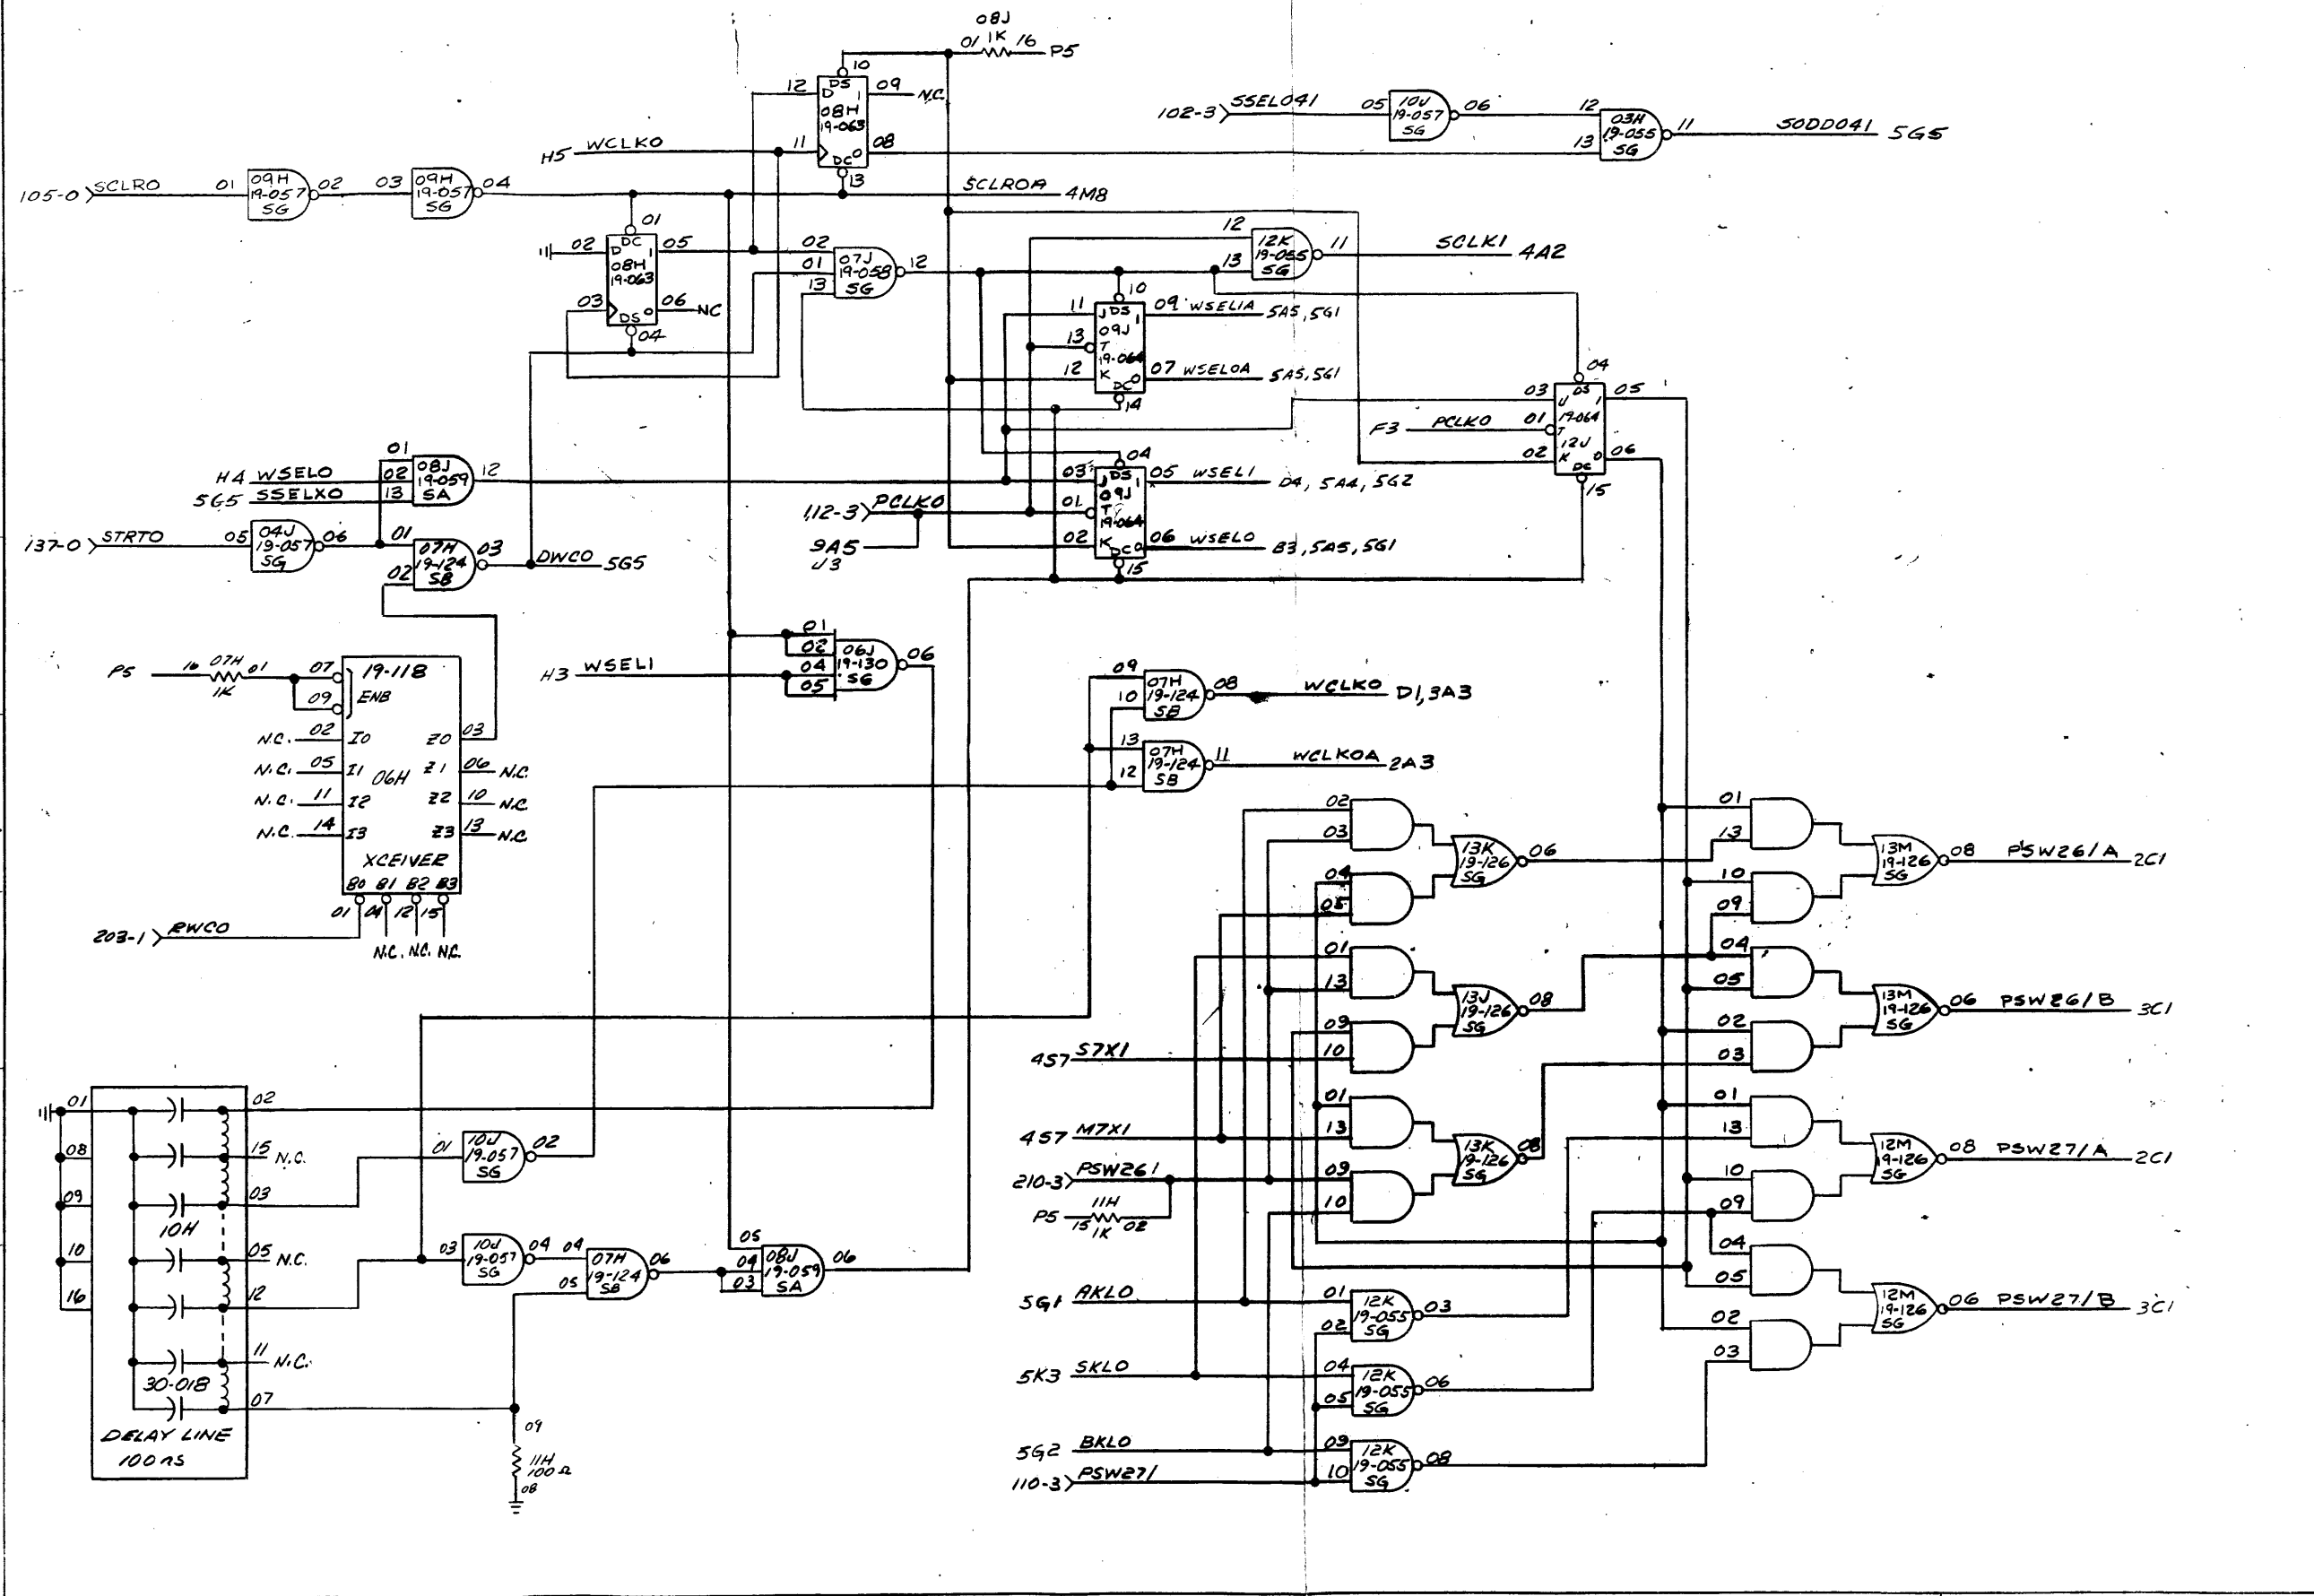 08J
01 1K 16 P5
10
12 D DS 1 09 N.C.
08H
19-063
H5 WCLKO 11 DC 0 08
13
102-3 SSEL041 05 10J 06 12 03H 11 SODD041 5G5
19-057
SG
13 19-055
SG
105-0 SCLRO 01 09H 02 03 09H 04 SCLROA 4M8
19-057
SG
19-057
SG
01
02 D DC 1 05
08H
19-063
03 DS 0 06 NC
04
02 07J 12
01 19-058
13 SG
12 12K 11 SCLK1 4A2
13 19-055
SG
10
11 J DS 1 09 WSEL1A 5A5, 5G1
13 T 09J
19-064
12 K DC 0 07 WSEL0A 5A5, 5G1
14
04
03 J DS 1 05 05
F3 PCLKO 01 T 19-064
02 K 12J 0 06
DC
15
01 08J 12
H4 WSELO 02 19-059
5G5 SSELXO 13 SA
04
03 J DS 1 05 WSEL1 D4, 5A4, 5G2
112-3 PCLKO 01 T 09J
19-064
9A5
J3
02 K DC 0 06 WSELO B3, 5A5, 5G1
15
137-0 STRTO 05 04J 06 01 07H 03 DWCO 5G5
19-057
SG
02 19-124
SB
P5 16 07H 01 07 19-118
1K
09 ENB
N.C. 02 I0 Z0 03
N.C. 05 I1 06H Z1 06 N.C.
N.C. 11 I2 Z2 10 N.C.
N.C. 14 I3 Z3 13 N.C.
XCEIVER
B0 B1 B2 B3
01 04 12 15
203-1 RWCO
N.C. N.C. N.C.
01
02 06J 06
H3 WSEL1 04 19-130
05 SG
09 07H 08 WCLKO D1, 3A3
10 19-124
SB
13 07H 11 WCLKOA 2A3
12 19-124
SB
02
03 13K 06
19-126
SG
04
05
01
13 13J 08
19-126
SG
09
4S7 S7X1 10
01
4S7 M7X1 13 13K 08
19-126
SG
210-3 PSW261 09
10
P5 15 11H 02
1K
01
13 13M 08 PSW26/A 2C1
19-126
SG
10
09
04
05 13M 06 PSW26/B 3C1
19-126
SG
02
03
01
13 12M 08 PSW27/A 2C1
19-126
SG
10
09
04
05 12M 06 PSW27/B 3C1
19-126
SG
02
03
5G1 AKLO 01 12K 03
02 19-055
SG
5K3 SKLO 04 12K 06
05 19-055
SG
5G2 BKLO 09 12K 08
110-3 PSW271 10 19-055
SG
01 02
08 15 N.C.
09 03
10H
10 05 N.C.
16 12
11 N.C.
30-018
07
DELAY LINE
100 ns
01 10J 02
19-057
SG
03 10J 04 04 07H 06
19-057
SG
05 19-124
SB
05
04 08J 06
03 19-059
SA
09
11H
100 Ω
08